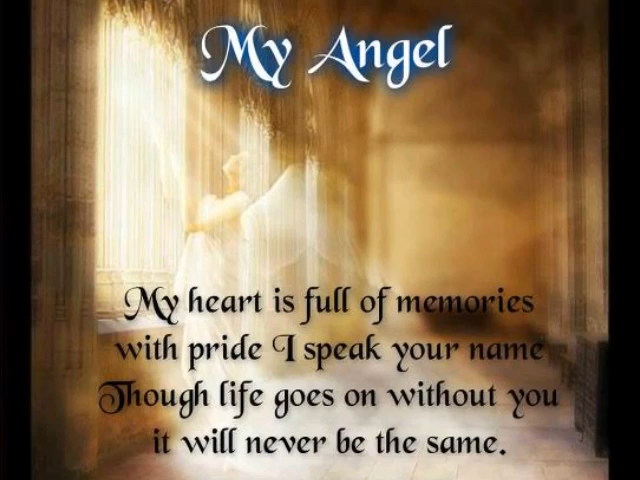 My Angel
My heart is full of memories
with pride I speak your name
Though life goes on without you
it will never be the same.